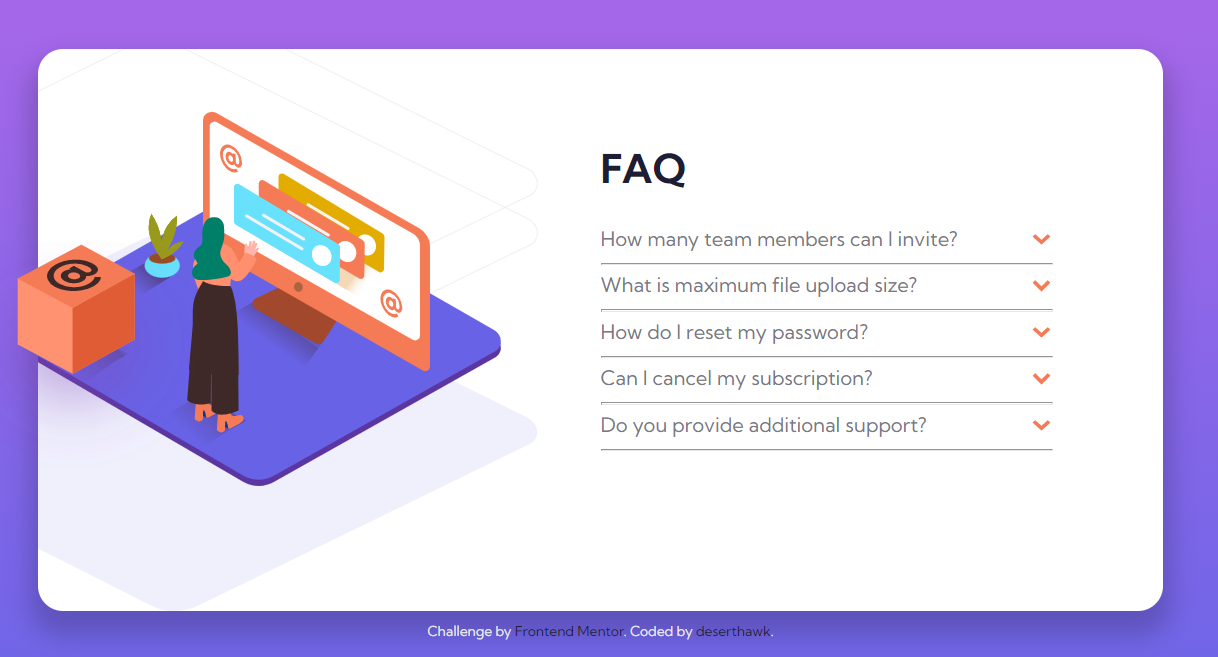 FAQ
How many team members can I invite?
What is maximum file upload size?
How do I reset my password?
Can I cancel my subscription?
Do you provide additional support?
Challenge by Frontend Mentor. Coded by deserthawk.